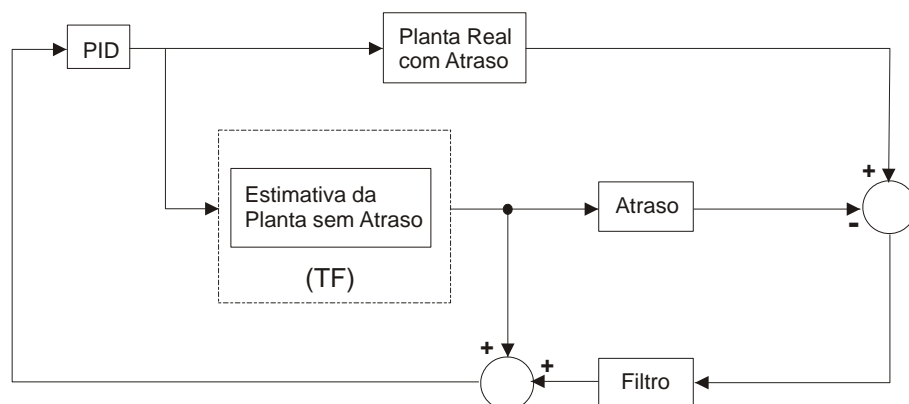 PID
Planta Real
com Atraso
Estimativa da
Planta sem Atraso
(TF)
Atraso
+
-
+
+
Filtro